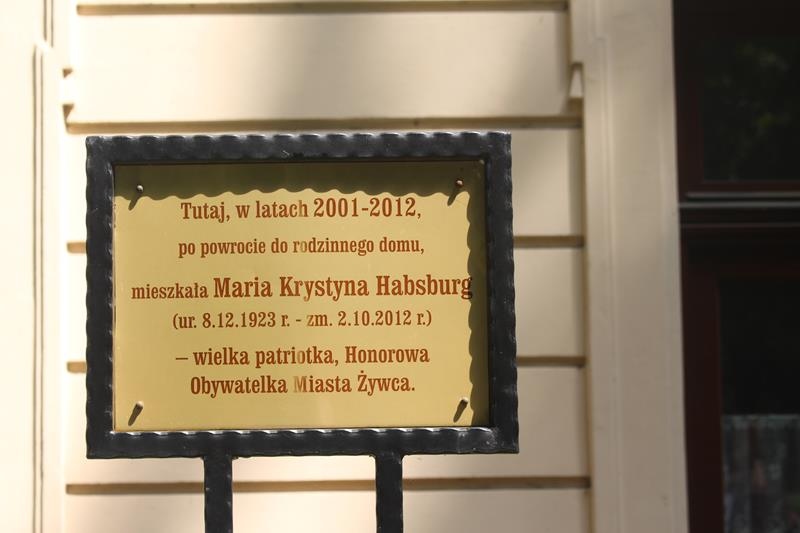 Tutaj, w latach 2001-2012,
po powrocie do rodzinnego domu,
mieszkała Maria Krystyna Habsburg
(ur. 8.12.1923 r. - zm. 2.10.2012 r.)
– wielka patriotka, Honorowa
Obywatelka Miasta Żywca.